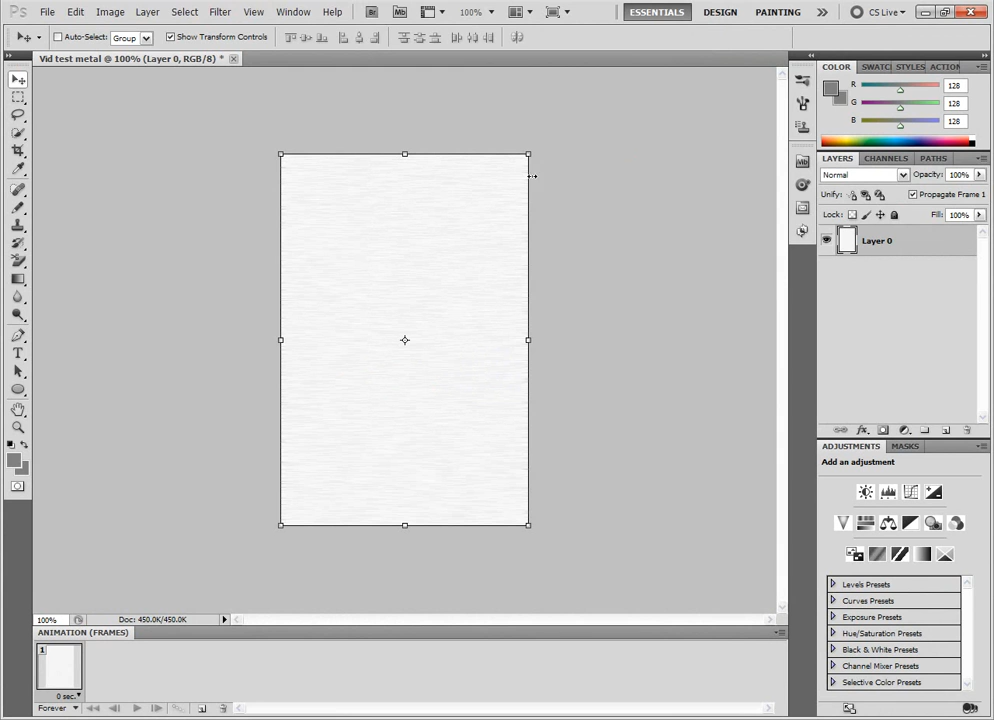 Ps File Edit Image Layer Select Filter View Window Help Br Mb 100% ESSENTIALS DESIGN PAINTING CS Live
Auto-Select: Group Show Transform Controls
Vid test metal @ 100% (Layer 0, RGB/8) *
COLOR SWATC STYLES ACTION
R 128
G 103
B 128
LAYERS CHANNELS PATHS
Normal Opacity: 100%
Unify: Propagate Frame 1
Lock: Fill: 100%
Layer 0
ADJUSTMENTS MASKS
Add an adjustment
Levels Presets
Curves Presets
Exposure Presets
Hue/Saturation Presets
Black & White Presets
Channel Mixer Presets
Selective Color Presets
100% Doc: 450.0K/450.0K
ANIMATION (FRAMES)
1
0 sec.
Forever